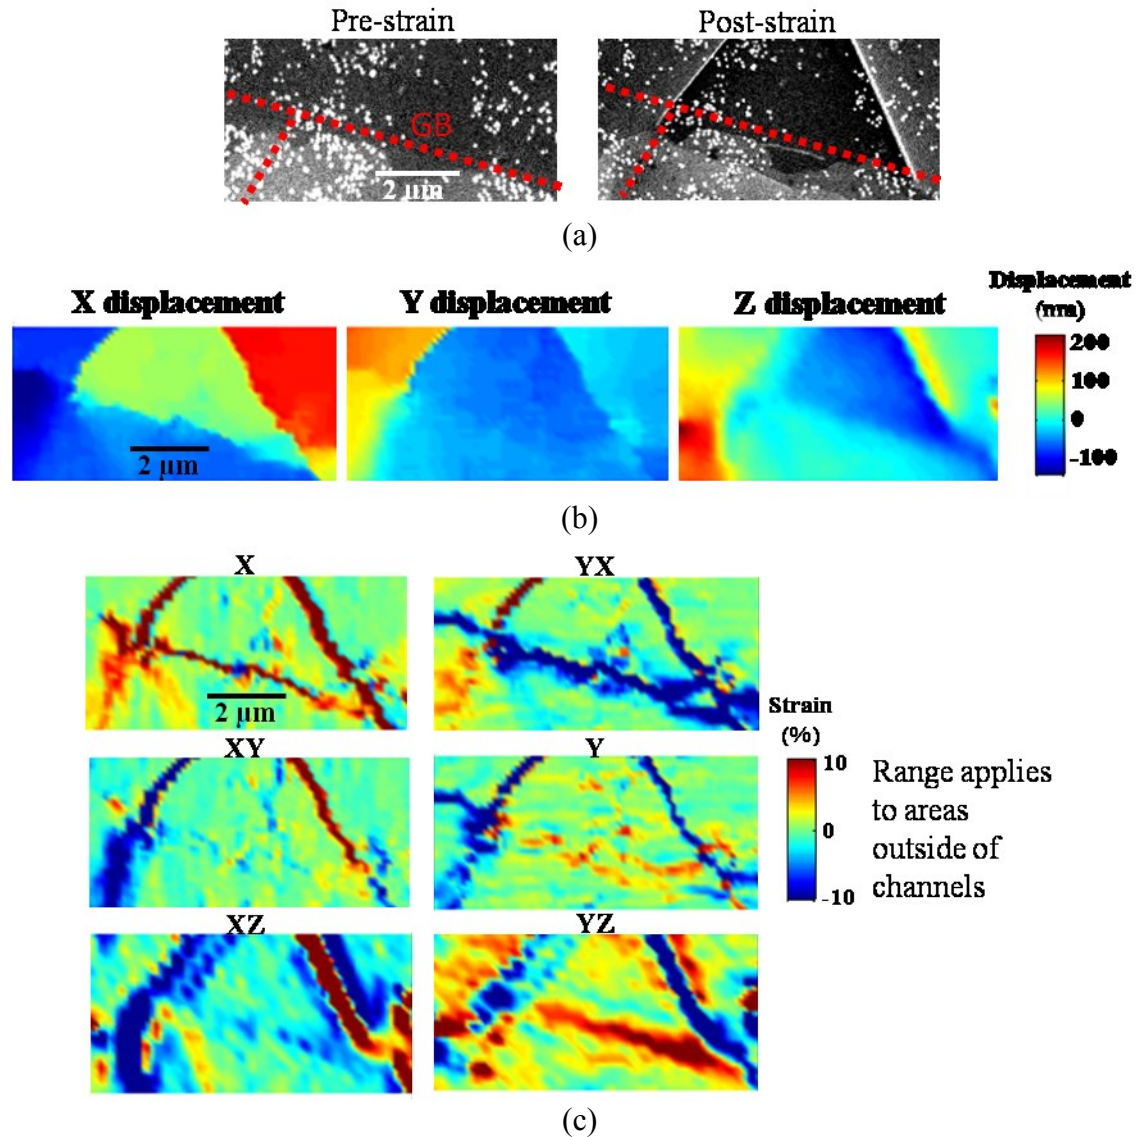 Pre-strain
Post-strain
GB
2 µm
(a)
X displacement
Y displacement
Z displacement
Displacement
(nm)
200
100
0
-100
2 µm
(b)
X
YX
2 µm
Strain
(%)
XY
Y
10
0
-10
Range applies
to areas
outside of
channels
XZ
YZ
(c)